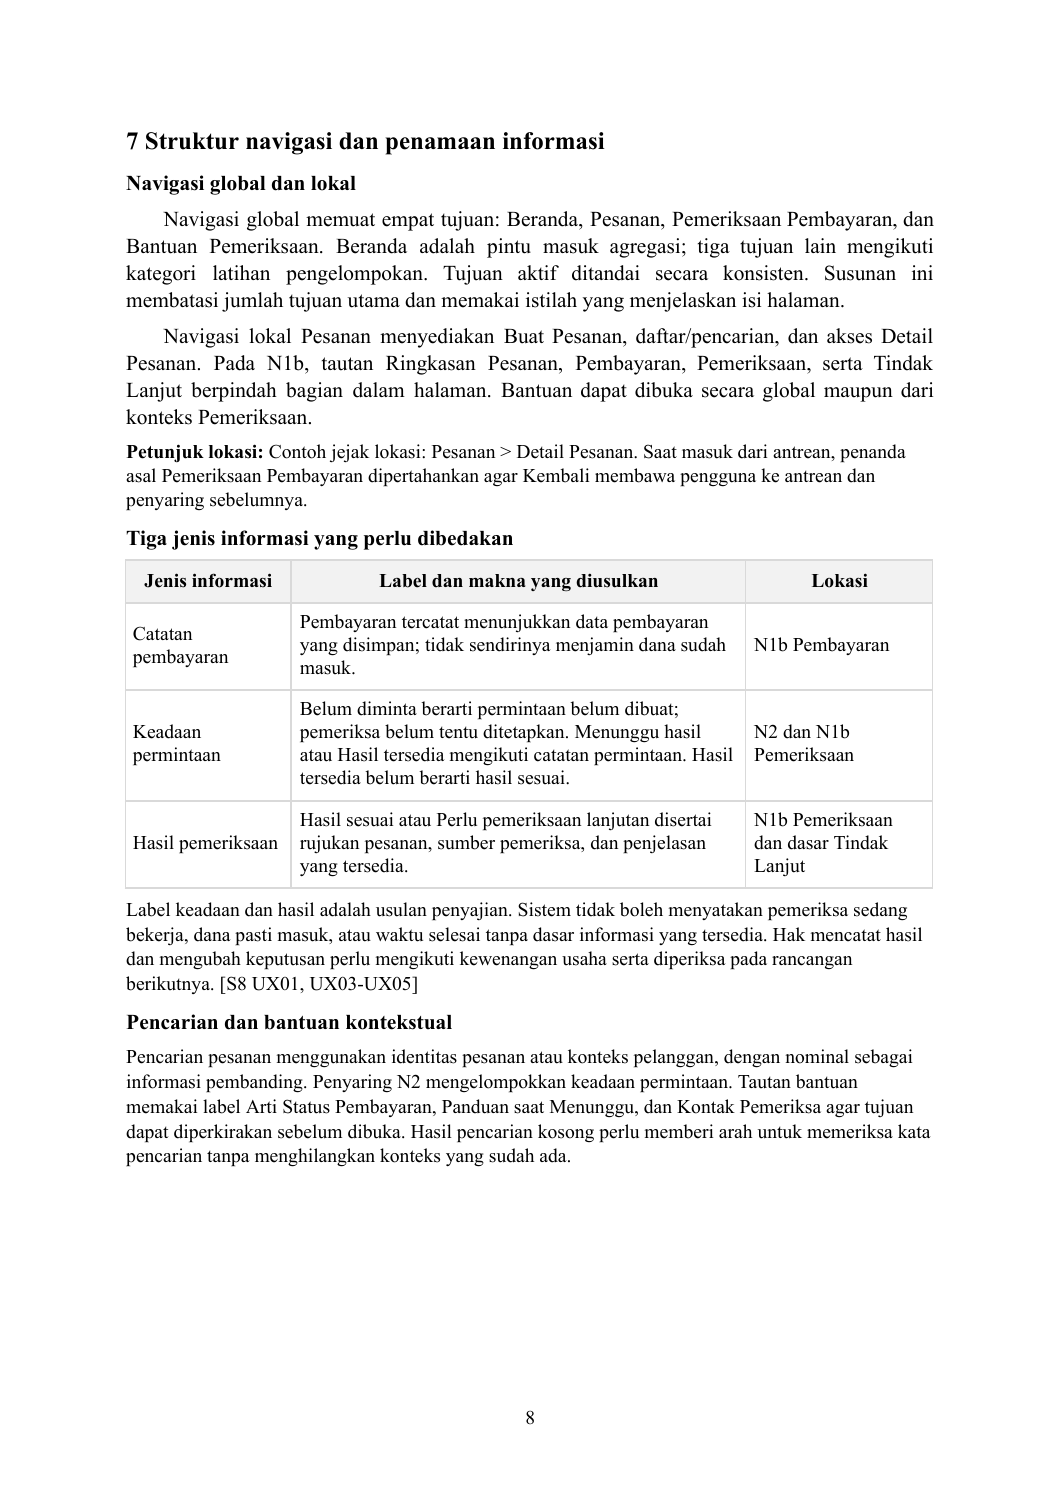 7 Struktur navigasi dan penamaan informasi
Navigasi global dan lokal
Navigasi global memuat empat tujuan: Beranda, Pesanan, Pemeriksaan Pembayaran, dan
Bantuan Pemeriksaan. Beranda adalah pintu masuk agregasi; tiga tujuan lain mengikuti
kategori latihan pengelompokan. Tujuan aktif ditandai secara konsisten. Susunan ini
membatasi jumlah tujuan utama dan memakai istilah yang menjelaskan isi halaman.
Navigasi lokal Pesanan menyediakan Buat Pesanan, daftar/pencarian, dan akses Detail
Pesanan. Pada N1b, tautan Ringkasan Pesanan, Pembayaran, Pemeriksaan, serta Tindak
Lanjut berpindah bagian dalam halaman. Bantuan dapat dibuka secara global maupun dari
konteks Pemeriksaan.
Petunjuk lokasi: Contoh jejak lokasi: Pesanan > Detail Pesanan. Saat masuk dari antrean, penanda
asal Pemeriksaan Pembayaran dipertahankan agar Kembali membawa pengguna ke antrean dan
penyaring sebelumnya.
Tiga jenis informasi yang perlu dibedakan
Jenis informasi
Label dan makna yang diusulkan
Lokasi
Catatan
pembayaran
Pembayaran tercatat menunjukkan data pembayaran
yang disimpan; tidak sendirinya menjamin dana sudah
masuk.
N1b Pembayaran
Keadaan
permintaan
Belum diminta berarti permintaan belum dibuat;
pemeriksa belum tentu ditetapkan. Menunggu hasil
atau Hasil tersedia mengikuti catatan permintaan. Hasil
tersedia belum berarti hasil sesuai.
N2 dan N1b
Pemeriksaan
Hasil pemeriksaan
Hasil sesuai atau Perlu pemeriksaan lanjutan disertai
rujukan pesanan, sumber pemeriksa, dan penjelasan
yang tersedia.
N1b Pemeriksaan
dan dasar Tindak
Lanjut
Label keadaan dan hasil adalah usulan penyajian. Sistem tidak boleh menyatakan pemeriksa sedang
bekerja, dana pasti masuk, atau waktu selesai tanpa dasar informasi yang tersedia. Hak mencatat hasil
dan mengubah keputusan perlu mengikuti kewenangan usaha serta diperiksa pada rancangan
berikutnya. [S8 UX01, UX03-UX05]
Pencarian dan bantuan kontekstual
Pencarian pesanan menggunakan identitas pesanan atau konteks pelanggan, dengan nominal sebagai
informasi pembanding. Penyaring N2 mengelompokkan keadaan permintaan. Tautan bantuan
memakai label Arti Status Pembayaran, Panduan saat Menunggu, dan Kontak Pemeriksa agar tujuan
dapat diperkirakan sebelum dibuka. Hasil pencarian kosong perlu memberi arah untuk memeriksa kata
pencarian tanpa menghilangkan konteks yang sudah ada.
8